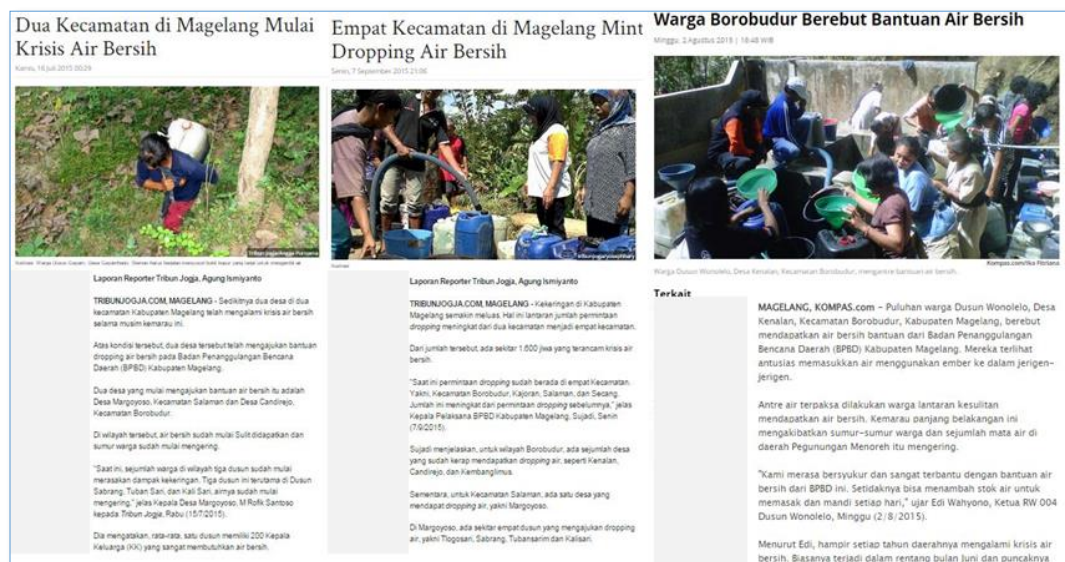 Dua Kecamatan di Magelang Mulai
Krisis Air Bersih
Kamis, 16 Juli 2015 00:29
Tribunjogja/Agung
Laporan Reporter Tribun Jogja, Agung Ismiyanto
TRIBUNJOGJA.COM, MAGELANG - Sedikitnya dua desa di dua
kecamatan Kabupaten Magelang telah mengalami krisis air bersih
selama musim kemarau ini.
Atas kondisi tersebut, dua desa tersebut telah mengajukan bantuan
dropping air bersih pada Badan Penanggulangan Bencana
Daerah (BPBD) Kabupaten Magelang.
Dua desa yang mulai mengajukan bantuan air bersih itu adalah
Desa Margoyoso, Kecamatan Salaman dan Desa Candirejo,
Kecamatan Borobudur.
Di wilayah tersebut, air bersih sudah mulai Sulit didapatkan dan
sumur warga sudah mulai mengering.
"Saat ini, sejumlah warga di wilayah tiga dusun sudah mulai
merasakan dampak kekeringan. Tiga dusun ini terutama di Dusun
Sabrang, Tuban Sari, dan Kali Sari, airnya sudah mulai
mengering," jelas Kepala Desa Margoyoso, M Rofik Santoso
kepada Tribun Jogja, Rabu (15/7/2015).
Dia mengatakan, rata-rata, satu dusun memiliki 200 Kepala
Keluarga (KK) yang sangat membutuhkan air bersih.
Empat Kecamatan di Magelang Mint
Dropping Air Bersih
Senin, 7 September 2015 21:06
Laporan Reporter Tribun Jogja, Agung Ismiyanto
TRIBUNJOGJA.COM, MAGELANG - Kekeringan di Kabupaten
Magelang semakin meluas. Hal ini lantaran jumlah permintaan
dropping meningkat dari dua kecamatan menjadi empat kecamatan.
Dari jumlah tersebut, ada sekitar 1.600 jiwa yang terancam krisis air
bersih.
"Saat ini permintaan dropping sudah berada di empat Kecamatan.
Yakni, Kecamatan Borobudur, Kajoran, Salaman, dan Secang.
Jumlah ini meningkat dari permintaan dropping sebelumnya," jelas
Kepala Pelaksana BPBD Kabupaten Magelang, Sujadi, Senin
(7/9/2015).
Sujadi menjelaskan, untuk wilayah Borobudur, ada sejumlah desa
yang sudah kerap mendapatkan dropping air, seperti Kenalan,
Candirejo, dan Kembanglimus.
Sementara, untuk Kecamatan Salaman, ada satu desa yang
mendapat dropping air, yakni Margoyoso.
Di Margoyoso, ada sekitar empat dusun yang mengajukan dropping
air, yakni Tlogosari, Sabrang, Tubansarim dan Kalisari.
Warga Borobudur Berebut Bantuan Air Bersih
Minggu, 2 Agustus 2015 | 18:48 WIB
Kompas.com/Ika Fitriana
Warga Dusun Wonolelo, Desa Kenalan, Kecamatan Borobudur, mengantre bantuan air bersih.
Terkait
MAGELANG, KOMPAS.com - Puluhan warga Dusun Wonolelo, Desa
Kenalan, Kecamatan Borobudur, Kabupaten Magelang, berebut
mendapatkan air bersih bantuan dari Badan Penanggulangan
Bencana Daerah (BPBD) Kabupaten Magelang. Mereka terlihat
antusias memasukkan air menggunakan ember ke dalam jerigen-
jerigen.
Antre air terpaksa dilakukan warga lantaran kesulitan
mendapatkan air bersih. Kemarau panjang belakangan ini
mengakibatkan sumur-sumur warga dan sejumlah mata air di
daerah Pegunungan Menoreh itu mengering.
"Kami merasa bersyukur dan sangat terbantu dengan bantuan air
bersih dari BPBD ini. Setidaknya bisa menambah stok air untuk
memasak dan mandi setiap hari," ujar Edi Wahyono, Ketua RW 004
Dusun Wonolelo, Minggu (2/8/2015).
Menurut Edi, hampir setiap tahun daerahnya mengalami krisis air
bersih. Biasanya terjadi dalam rentang bulan Juni dan puncaknya